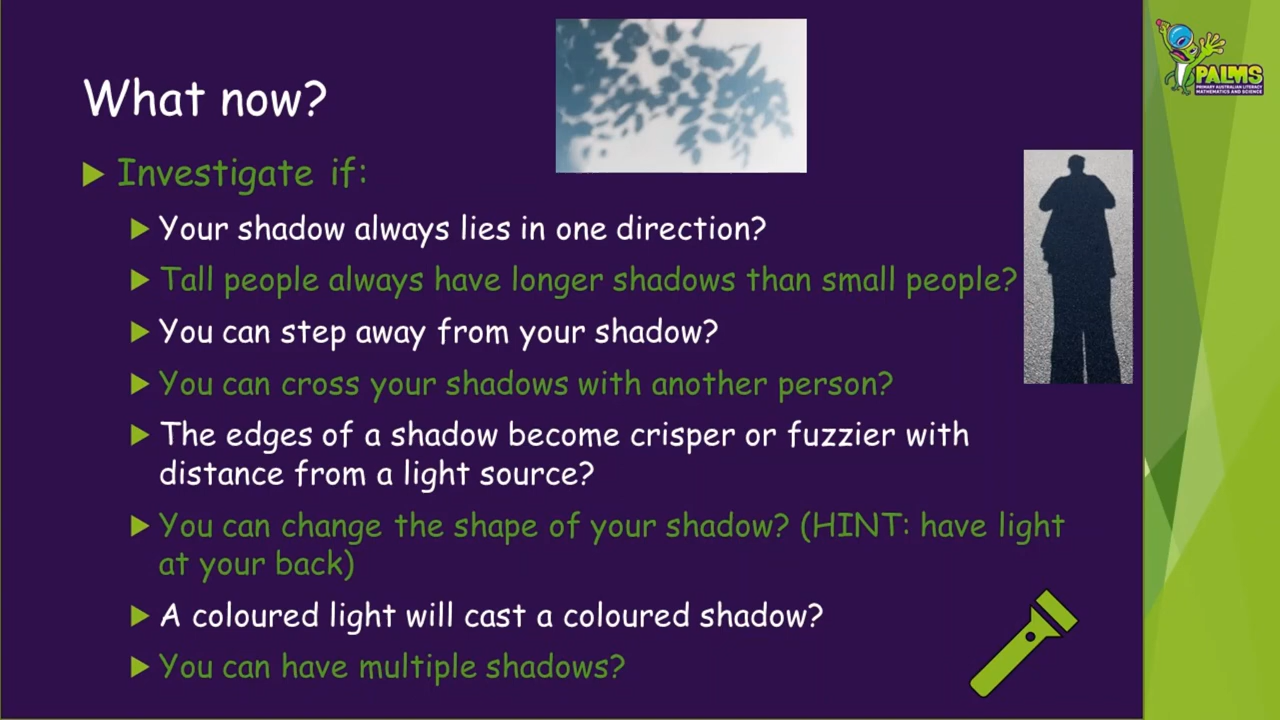 What now?
Investigate if:
Your shadow always lies in one direction?
Tall people always have longer shadows than small people?
You can step away from your shadow?
You can cross your shadows with another person?
The edges of a shadow become crisper or fuzzier with
distance from a light source?
You can change the shape of your shadow? (HINT: have light
at your back)
A coloured light will cast a coloured shadow?
You can have multiple shadows?
PALMS
PRIMARY AUSTRALIAN LITERACY
MATHEMATICS AND SCIENCE